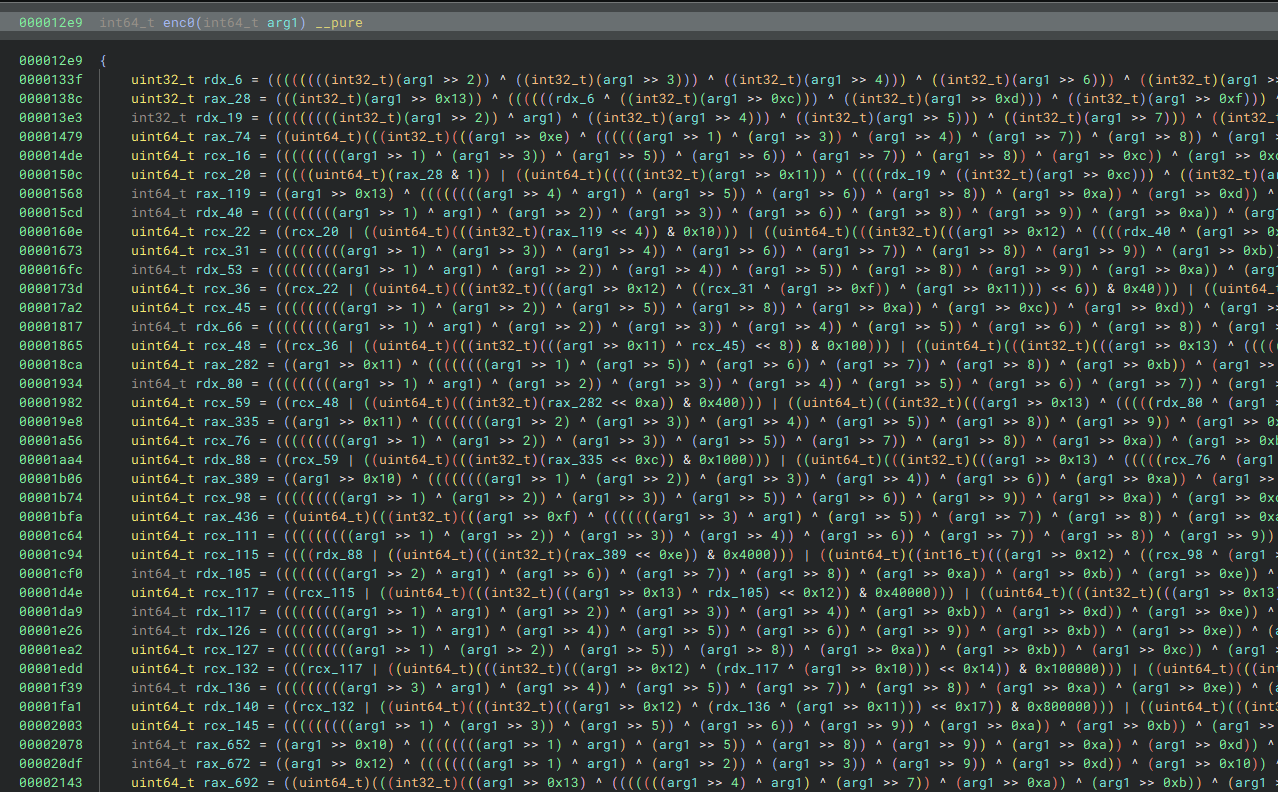 000012e9 int64_t enc0(int64_t arg1) __pure
000012e9 {
0000133f uint32_t rdx_6 = (((((((((int32_t)(arg1 >> 2)) ^ ((int32_t)(arg1 >> 3))) ^ ((int32_t)(arg1 >> 4))) ^ ((int32_t)(arg1 >> 6))) ^ ((int32_t)(arg1 >>
0000138c uint32_t rax_28 = (((int32_t)(arg1 >> 0x13)) ^ ((((((rdx_6 ^ ((int32_t)(arg1 >> 0xc))) ^ ((int32_t)(arg1 >> 0xd))) ^ ((int32_t)(arg1 >> 0xf))) ^
000013e3 int32_t rdx_19 = (((((((((int32_t)(arg1 >> 2)) ^ arg1) ^ ((int32_t)(arg1 >> 4))) ^ ((int32_t)(arg1 >> 5))) ^ ((int32_t)(arg1 >> 7))) ^ ((int32_t
00001479 uint64_t rax_74 = ((uint64_t)(((int32_t)(((arg1 >> 0xe) ^ ((((((arg1 >> 1) ^ (arg1 >> 3)) ^ (arg1 >> 4)) ^ (arg1 >> 7)) ^ (arg1 >> 8)) ^ (arg1 >
000014de uint64_t rcx_16 = (((((((((arg1 >> 1) ^ (arg1 >> 3)) ^ (arg1 >> 5)) ^ (arg1 >> 6)) ^ (arg1 >> 7)) ^ (arg1 >> 8)) ^ (arg1 >> 0xc)) ^ (arg1 >> 0xd
0000150c uint64_t rcx_20 = (((((uint64_t)(rax_28 & 1)) | ((uint64_t)(((((int32_t)(arg1 >> 0x11)) ^ ((((rdx_19 ^ ((int32_t)(arg1 >> 0xc))) ^ ((int32_t)(a
00001568 int64_t rax_119 = ((arg1 >> 0x13) ^ ((((((((arg1 >> 4) ^ arg1) ^ (arg1 >> 5)) ^ (arg1 >> 6)) ^ (arg1 >> 8)) ^ (arg1 >> 0xa)) ^ (arg1 >> 0xd)) ^
000015cd int64_t rdx_40 = (((((((((arg1 >> 1) ^ arg1) ^ (arg1 >> 2)) ^ (arg1 >> 3)) ^ (arg1 >> 6)) ^ (arg1 >> 8)) ^ (arg1 >> 9)) ^ (arg1 >> 0xa)) ^ (arg1
0000160e uint64_t rcx_22 = ((rcx_20 | ((uint64_t)(((int32_t)(rax_119 << 4)) & 0x10))) | ((uint64_t)(((int32_t)(((arg1 >> 0x12) ^ ((((rdx_40 ^ (arg1 >> 0x
00001673 uint64_t rcx_31 = (((((((((arg1 >> 1) ^ (arg1 >> 3)) ^ (arg1 >> 4)) ^ (arg1 >> 6)) ^ (arg1 >> 7)) ^ (arg1 >> 8)) ^ (arg1 >> 9)) ^ (arg1 >> 0xb)
000016fc int64_t rdx_53 = (((((((((arg1 >> 1) ^ arg1) ^ (arg1 >> 2)) ^ (arg1 >> 4)) ^ (arg1 >> 5)) ^ (arg1 >> 8)) ^ (arg1 >> 9)) ^ (arg1 >> 0xa)) ^ (arg1
0000173d uint64_t rcx_36 = ((rcx_22 | ((uint64_t)(((int32_t)(((arg1 >> 0x12) ^ ((rcx_31 ^ (arg1 >> 0xf)) ^ (arg1 >> 0x11))) << 6)) & 0x40))) | ((uint64_t
000017a2 uint64_t rcx_45 = (((((((((arg1 >> 1) ^ (arg1 >> 2)) ^ (arg1 >> 5)) ^ (arg1 >> 8)) ^ (arg1 >> 0xa)) ^ (arg1 >> 0xc)) ^ (arg1 >> 0xd)) ^ (arg1 >
00001817 int64_t rdx_66 = (((((((((arg1 >> 1) ^ arg1) ^ (arg1 >> 2)) ^ (arg1 >> 3)) ^ (arg1 >> 4)) ^ (arg1 >> 5)) ^ (arg1 >> 6)) ^ (arg1 >> 8)) ^ (arg1 >
00001865 uint64_t rcx_48 = ((rcx_36 | ((uint64_t)(((int32_t)(((arg1 >> 0x11) ^ rcx_45) << 8)) & 0x100))) | ((uint64_t)(((int32_t)(((arg1 >> 0x13) ^ (((((
000018ca uint64_t rax_282 = ((arg1 >> 0x11) ^ ((((((((arg1 >> 1) ^ (arg1 >> 5)) ^ (arg1 >> 6)) ^ (arg1 >> 7)) ^ (arg1 >> 8)) ^ (arg1 >> 0xb)) ^ (arg1 >>
00001934 int64_t rdx_80 = (((((((((arg1 >> 1) ^ arg1) ^ (arg1 >> 2)) ^ (arg1 >> 3)) ^ (arg1 >> 4)) ^ (arg1 >> 5)) ^ (arg1 >> 6)) ^ (arg1 >> 7)) ^ (arg1 >
00001982 uint64_t rcx_59 = ((rcx_48 | ((uint64_t)(((int32_t)(rax_282 << 0xa)) & 0x400))) | ((uint64_t)(((int32_t)(((arg1 >> 0x13) ^ (((((rdx_80 ^ (arg1 >
000019e8 uint64_t rax_335 = ((arg1 >> 0x11) ^ ((((((((arg1 >> 2) ^ (arg1 >> 3)) ^ (arg1 >> 4)) ^ (arg1 >> 5)) ^ (arg1 >> 8)) ^ (arg1 >> 9)) ^ (arg1 >> 0x
00001a56 uint64_t rcx_76 = (((((((((arg1 >> 1) ^ (arg1 >> 2)) ^ (arg1 >> 3)) ^ (arg1 >> 5)) ^ (arg1 >> 7)) ^ (arg1 >> 8)) ^ (arg1 >> 0xa)) ^ (arg1 >> 0xb
00001aa4 uint64_t rdx_88 = ((rcx_59 | ((uint64_t)(((int32_t)(rax_335 << 0xc)) & 0x1000))) | ((uint64_t)(((int32_t)(((arg1 >> 0x13) ^ (((((rcx_76 ^ (arg1
00001b06 uint64_t rax_389 = ((arg1 >> 0x10) ^ ((((((((arg1 >> 1) ^ (arg1 >> 2)) ^ (arg1 >> 3)) ^ (arg1 >> 4)) ^ (arg1 >> 6)) ^ (arg1 >> 0xa)) ^ (arg1 >>
00001b74 uint64_t rcx_98 = (((((((((arg1 >> 1) ^ (arg1 >> 2)) ^ (arg1 >> 3)) ^ (arg1 >> 5)) ^ (arg1 >> 6)) ^ (arg1 >> 9)) ^ (arg1 >> 0xa)) ^ (arg1 >> 0xc
00001bfa uint64_t rax_436 = ((uint64_t)(((int32_t)(((arg1 >> 0xf) ^ (((((((arg1 >> 3) ^ arg1) ^ (arg1 >> 5)) ^ (arg1 >> 7)) ^ (arg1 >> 8)) ^ (arg1 >> 0xa
00001c64 uint64_t rcx_111 = (((((((((arg1 >> 1) ^ (arg1 >> 2)) ^ (arg1 >> 3)) ^ (arg1 >> 4)) ^ (arg1 >> 6)) ^ (arg1 >> 7)) ^ (arg1 >> 8)) ^ (arg1 >> 9))
00001c94 uint64_t rcx_115 = ((((rdx_88 | ((uint64_t)(((int32_t)(rax_389 << 0xe)) & 0x4000))) | ((uint64_t)((int16_t)(((arg1 >> 0x12) ^ ((rcx_98 ^ (arg1
00001cf0 int64_t rdx_105 = (((((((((arg1 >> 2) ^ arg1) ^ (arg1 >> 6)) ^ (arg1 >> 7)) ^ (arg1 >> 8)) ^ (arg1 >> 0xa)) ^ (arg1 >> 0xb)) ^ (arg1 >> 0xe)) ^
00001d4e uint64_t rcx_117 = ((rcx_115 | ((uint64_t)(((int32_t)(((arg1 >> 0x13) ^ rdx_105) << 0x12)) & 0x40000))) | ((uint64_t)(((int32_t)(((arg1 >> 0x13
00001da9 int64_t rdx_117 = (((((((((arg1 >> 1) ^ arg1) ^ (arg1 >> 2)) ^ (arg1 >> 3)) ^ (arg1 >> 4)) ^ (arg1 >> 0xb)) ^ (arg1 >> 0xd)) ^ (arg1 >> 0xe)) ^
00001e26 int64_t rdx_126 = (((((((((arg1 >> 1) ^ arg1) ^ (arg1 >> 4)) ^ (arg1 >> 5)) ^ (arg1 >> 6)) ^ (arg1 >> 9)) ^ (arg1 >> 0xb)) ^ (arg1 >> 0xe)) ^ (a
00001ea2 uint64_t rcx_127 = (((((((((arg1 >> 1) ^ (arg1 >> 2)) ^ (arg1 >> 5)) ^ (arg1 >> 8)) ^ (arg1 >> 0xa)) ^ (arg1 >> 0xb)) ^ (arg1 >> 0xc)) ^ (arg1
00001edd uint64_t rcx_132 = (((rcx_117 | ((uint64_t)(((int32_t)(((arg1 >> 0x12) ^ (rdx_117 ^ (arg1 >> 0x10))) << 0x14)) & 0x100000))) | ((uint64_t)(((int
00001f39 int64_t rdx_136 = (((((((((arg1 >> 3) ^ arg1) ^ (arg1 >> 4)) ^ (arg1 >> 5)) ^ (arg1 >> 7)) ^ (arg1 >> 8)) ^ (arg1 >> 0xa)) ^ (arg1 >> 0xe)) ^ (a
00001fa1 uint64_t rdx_140 = ((rcx_132 | ((uint64_t)(((int32_t)(((arg1 >> 0x12) ^ (rdx_136 ^ (arg1 >> 0x11))) << 0x17)) & 0x800000))) | ((uint64_t)(((int3
00002003 uint64_t rcx_145 = (((((((((arg1 >> 1) ^ (arg1 >> 3)) ^ (arg1 >> 5)) ^ (arg1 >> 6)) ^ (arg1 >> 9)) ^ (arg1 >> 0xa)) ^ (arg1 >> 0xb)) ^ (arg1 >>
00002078 int64_t rax_652 = ((arg1 >> 0x10) ^ ((((((((arg1 >> 1) ^ arg1) ^ (arg1 >> 5)) ^ (arg1 >> 8)) ^ (arg1 >> 9)) ^ (arg1 >> 0xa)) ^ (arg1 >> 0xd)) ^
000020df int64_t rax_672 = ((arg1 >> 0x12) ^ ((((((((arg1 >> 1) ^ arg1) ^ (arg1 >> 2)) ^ (arg1 >> 3)) ^ (arg1 >> 9)) ^ (arg1 >> 0xd)) ^ (arg1 >> 0x10)) ^
00002143 uint64_t rax_692 = ((uint64_t)(((int32_t)(((arg1 >> 0x13) ^ (((((((arg1 >> 4) ^ arg1) ^ (arg1 >> 7)) ^ (arg1 >> 0xa)) ^ (arg1 >> 0xb)) ^ (arg1